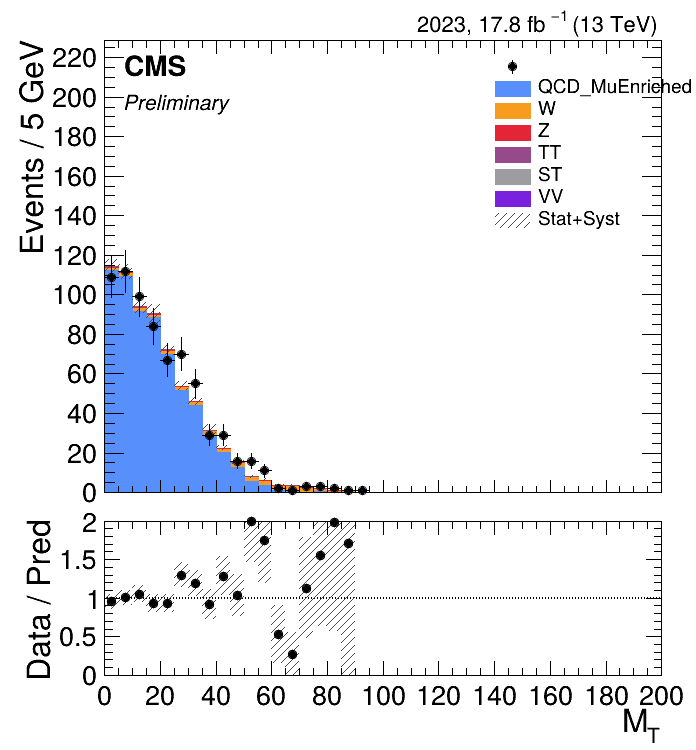 2023, 17.8 fb⁻¹ (13 TeV)
Events / 5 GeV
CMS
Preliminary
QCD_MuEnriched
W
Z
TT
ST
VV
Stat+Syst
220
200
180
160
140
120
100
80
60
40
20
0
Data / Pred
2
1.5
1
0.5
0
0 20 40 60 80 100 120 140 160 180 200
M_T